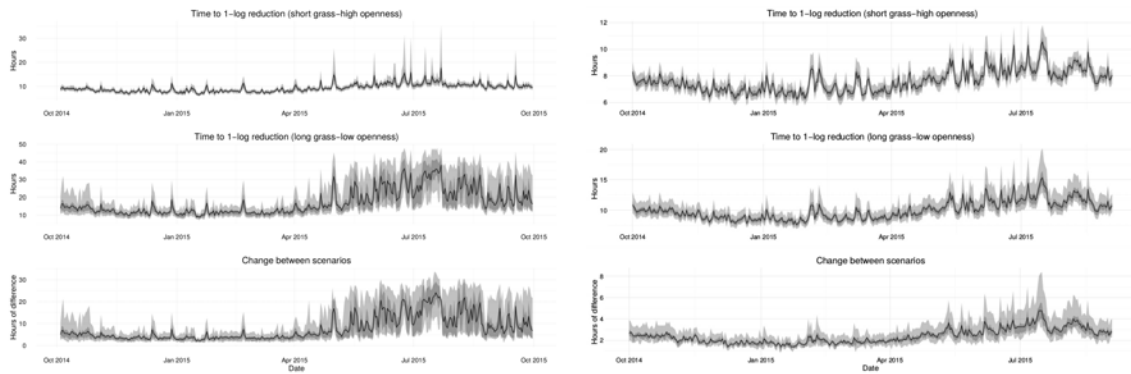 Time to 1−log reduction (short grass−high openness)
Hours
30
20
10
Oct 2014
Jan 2015
Apr 2015
Jul 2015
Oct 2015
Time to 1−log reduction (long grass−low openness)
Hours
50
40
30
20
10
Oct 2014
Jan 2015
Apr 2015
Jul 2015
Oct 2015
Change between scenarios
Hours of difference
30
20
10
0
Oct 2014
Jan 2015
Apr 2015
Jul 2015
Oct 2015
Date
Time to 1−log reduction (short grass−high openness)
Hours
12
10
8
6
Oct 2014
Jan 2015
Apr 2015
Jul 2015
Time to 1−log reduction (long grass−low openness)
Hours
20
15
10
Oct 2014
Jan 2015
Apr 2015
Jul 2015
Change between scenarios
Hours of difference
8
6
4
2
Oct 2014
Jan 2015
Apr 2015
Jul 2015
Date